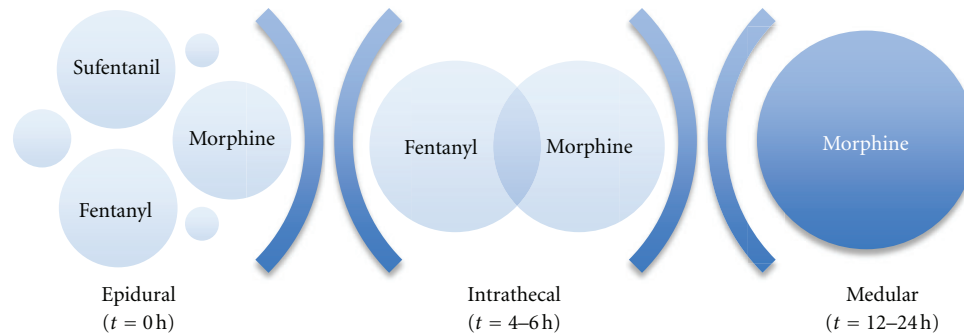 Sufentanil
Morphine
Fentanyl
Fentanyl
Morphine
Morphine
Epidural
(t = 0 h)
Intrathecal
(t = 4–6 h)
Medular
(t = 12–24 h)